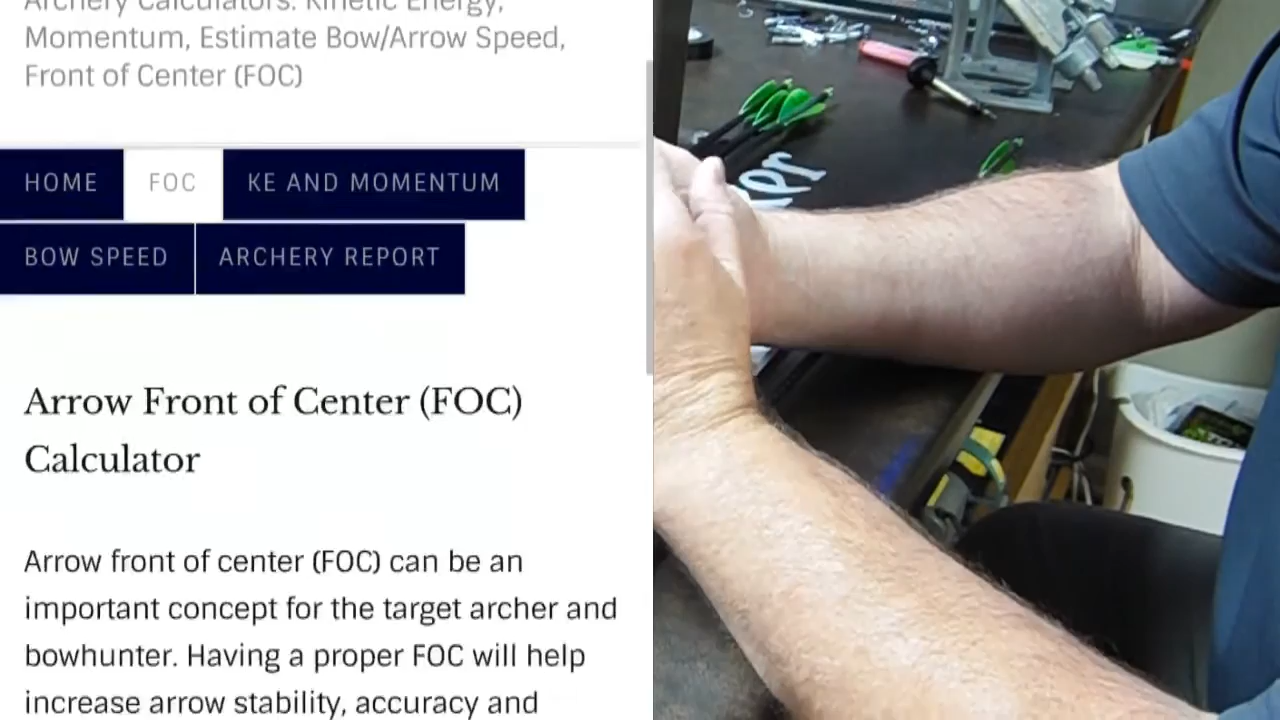 Archery Calculators: Kinetic Energy,
Momentum, Estimate Bow/Arrow Speed,
Front of Center (FOC)
HOME
FOC
KE AND MOMENTUM
BOW SPEED
ARCHERY REPORT
Arrow Front of Center (FOC)
Calculator
Arrow front of center (FOC) can be an
important concept for the target archer and
bowhunter. Having a proper FOC will help
increase arrow stability, accuracy and